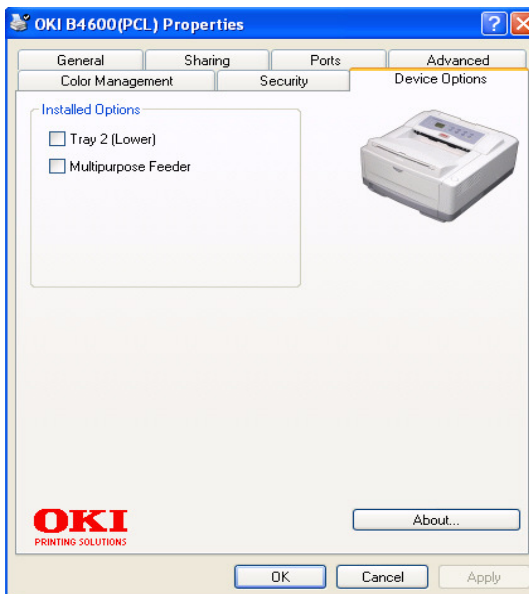 OKI B4600(PCL) Properties
General Sharing Ports Advanced
Color Management Security Device Options
Installed Options
Tray 2 (Lower)
Multipurpose Feeder
OKI
PRINTING SOLUTIONS
About...
OK Cancel Apply